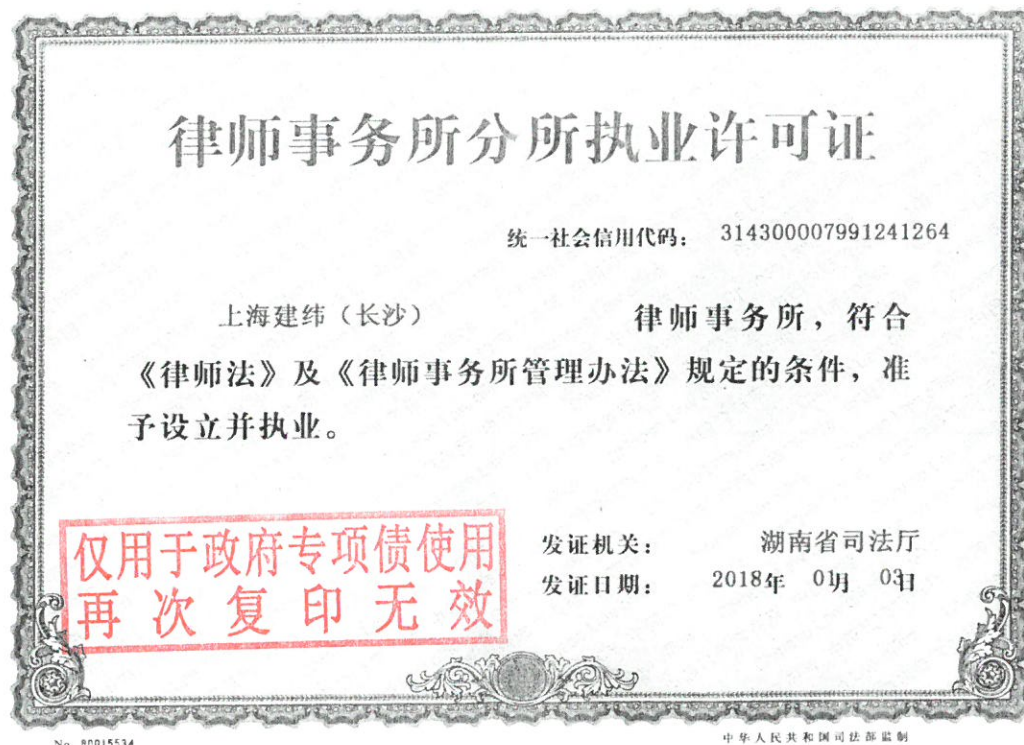 律师事务所分所执业许可证
统一社会信用代码： 314300007991241264
上海建纬（长沙） 律师事务所，符合
《律师法》及《律师事务所管理办法》规定的条件，准
予设立并执业。
仅用于政府专项债使用
再次复印无效
发证机关： 湖南省司法厅
发证日期： 2018年 01月 03日
No. 80015534
中华人民共和国司法部监制